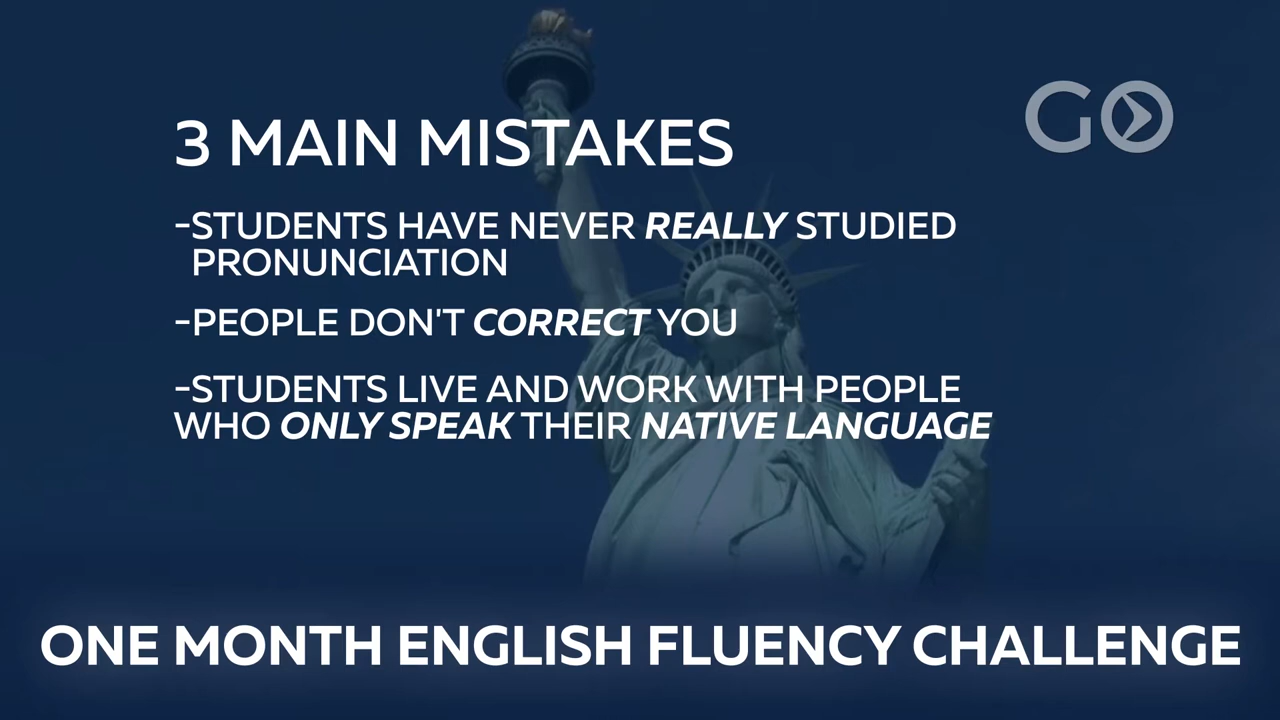 GO
3 MAIN MISTAKES
-STUDENTS HAVE NEVER REALLY STUDIED
PRONUNCIATION
-PEOPLE DON'T CORRECT YOU
-STUDENTS LIVE AND WORK WITH PEOPLE
WHO ONLY SPEAK THEIR NATIVE LANGUAGE
ONE MONTH ENGLISH FLUENCY CHALLENGE